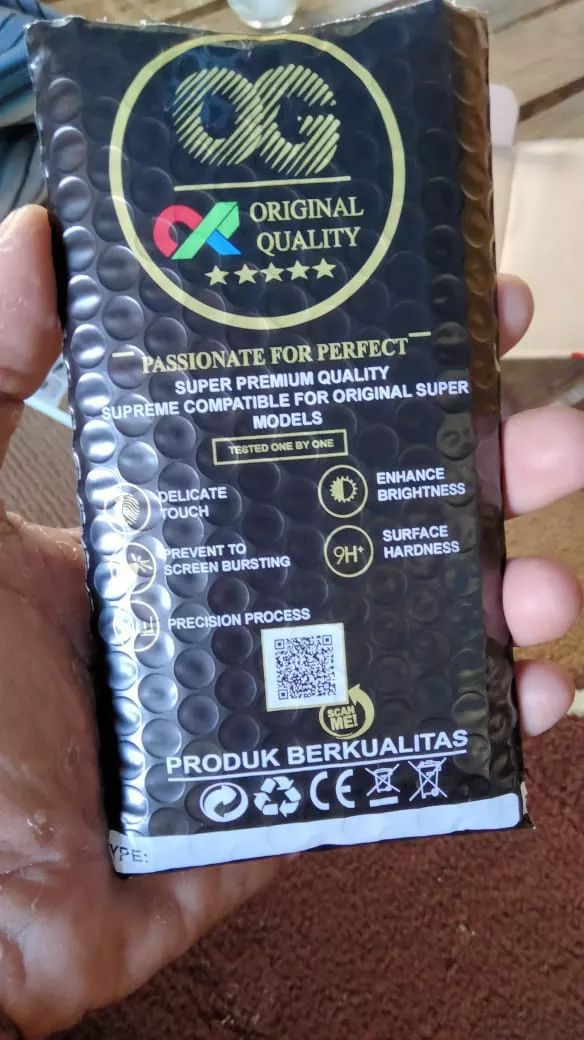 OG
ORIGINAL
QUALITY
PASSIONATE FOR PERFECT
SUPER PREMIUM QUALITY
SUPREME COMPATIBLE FOR ORIGINAL SUPER
MODELS
TESTED ONE BY ONE
DELICATE
TOUCH
ENHANCE
BRIGHTNESS
PREVENT TO
SCREEN BURSTING
9H+
SURFACE
HARDNESS
PRECISION PROCESS
SCAN
ME!
PRODUK BERKUALITAS
CE
YPE: